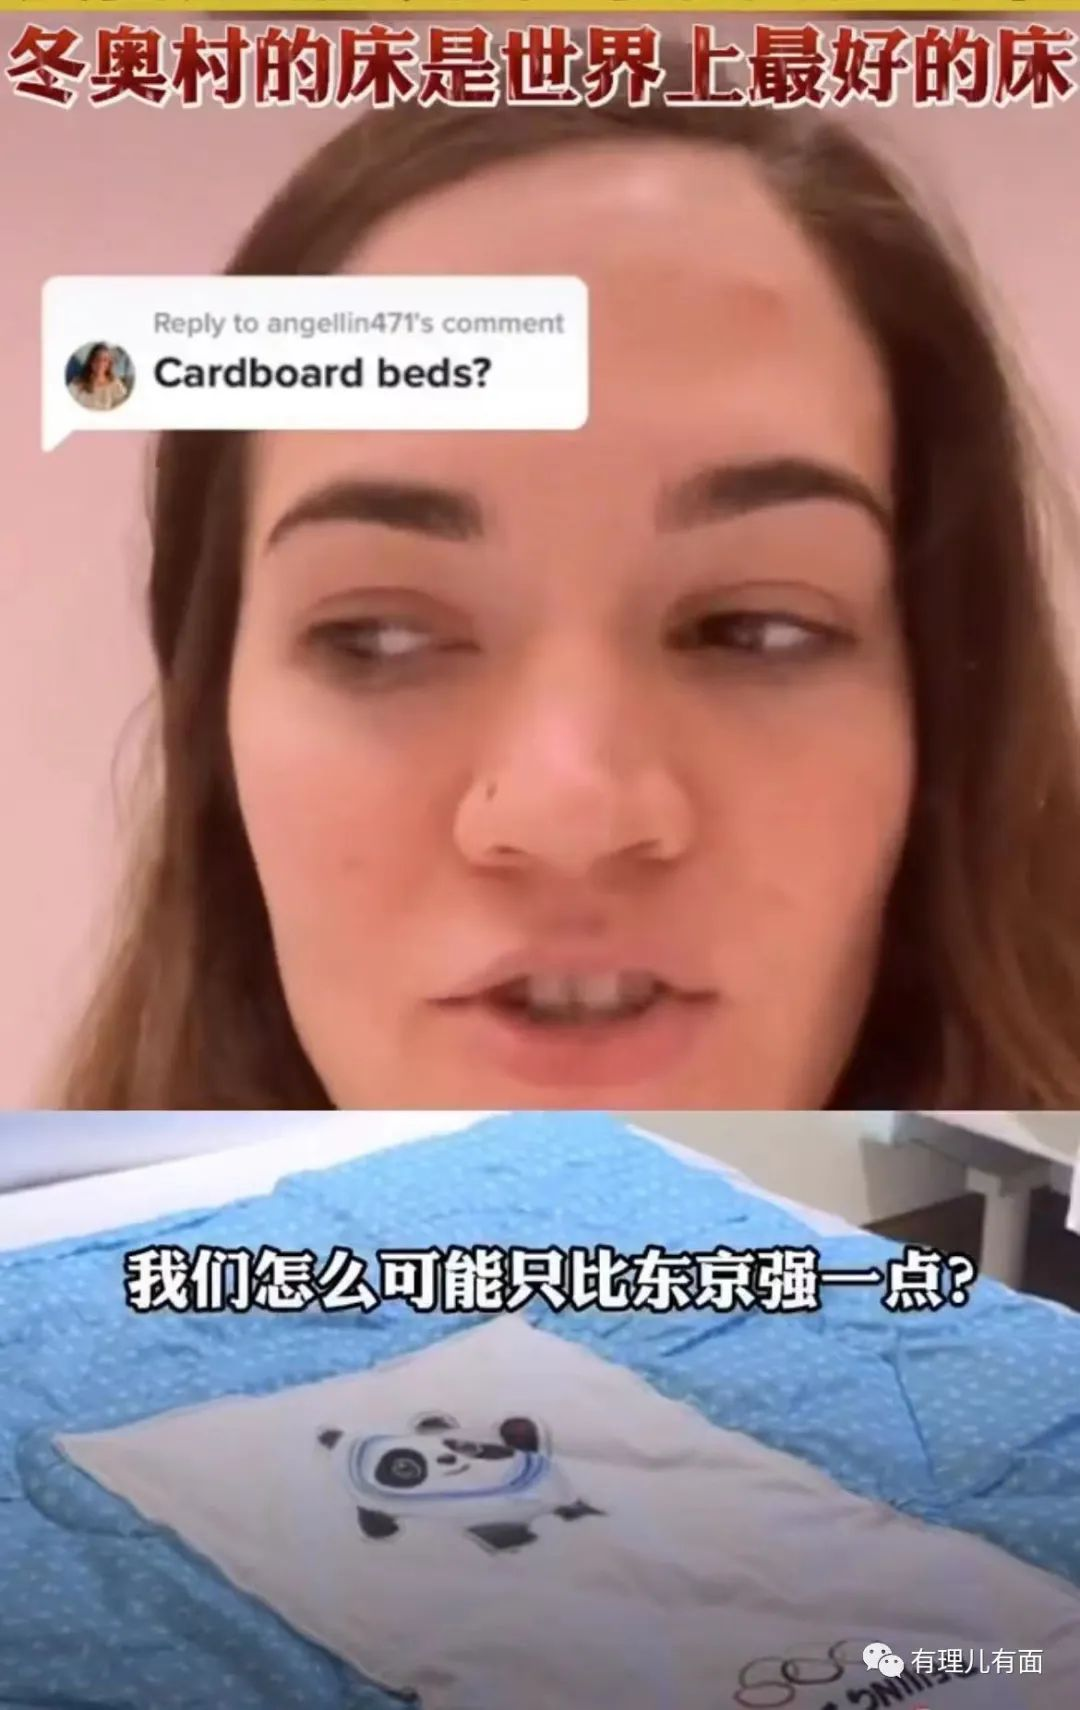 冬奥村的床是世界上最好的床
Reply to angellin471's comment
Cardboard beds?
我们怎么可能只比东京强一点?
BEIJING
有理儿有面